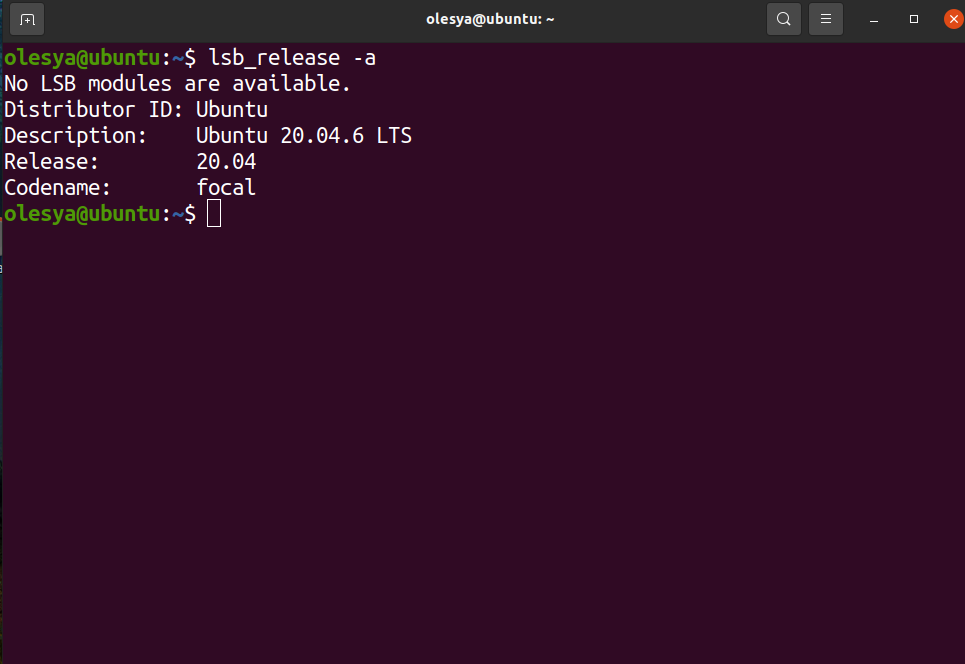 olesya@ubuntu: ~
olesya@ubuntu:~$ lsb_release -a
No LSB modules are available.
Distributor ID: Ubuntu
Description:    Ubuntu 20.04.6 LTS
Release:        20.04
Codename:       focal
olesya@ubuntu:~$